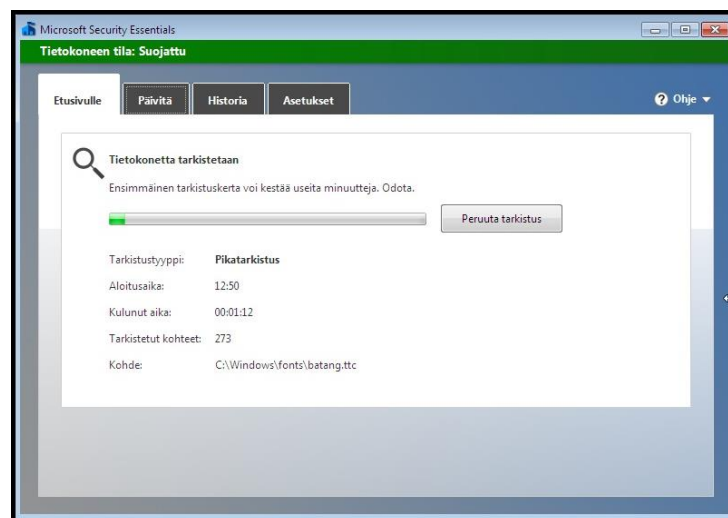 Microsoft Security Essentials
Tietokoneen tila: Suojattu
Etusivulle Päivitä Historia Asetukset Ohje
Tietokonetta tarkistetaan
Ensimmäinen tarkistuskerta voi kestää useita minuutteja. Odota.
Peruuta tarkistus
Tarkistustyyppi: Pikatarkistus
Aloitusaika: 12:50
Kulunut aika: 00:01:12
Tarkistetut kohteet: 273
Kohde: C:\Windows\fonts\batang.ttc